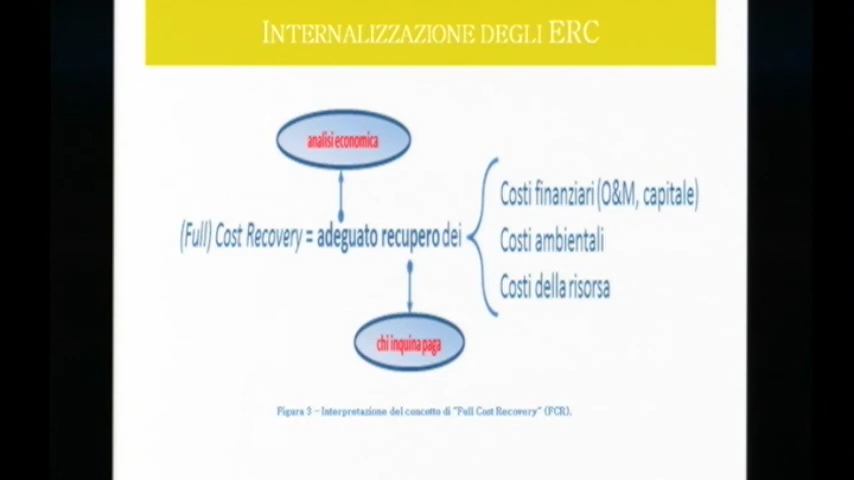 INTERNALIZZAZIONE DEGLI ERC
analisi economica
(Full) Cost Recovery = adeguato recupero dei
Costi finanziari (O&M, capitale)
Costi ambientali
Costi della risorsa
chi inquina paga
Figura 3 – Interpretazione del concetto di "Full Cost Recovery" (FCR).